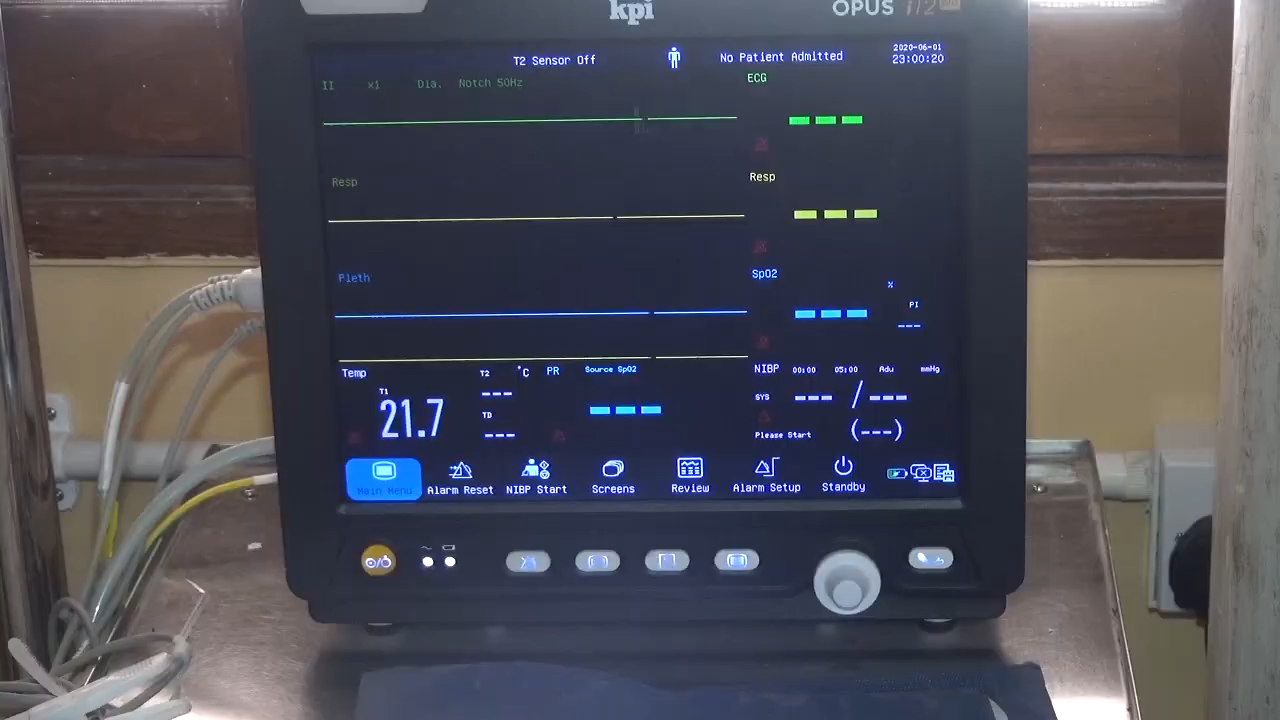 kpi
OPUS i12
T2 Sensor Off
No Patient Admitted
2020-06-01
23:00:20
II x1 Dia. Notch 50Hz
ECG
---
Resp
Resp
---
Pleth
SpO2
%
PI
---
---
Temp
T1
21.7
T2
---
°C
TD
---
PR
Source SpO2
---
NIBP 00:00 05:00 Adu mmHg
SYS --- / ---
Please Start (---)
Main Menu
Alarm Reset
NIBP Start
Screens
Review
Alarm Setup
Standby